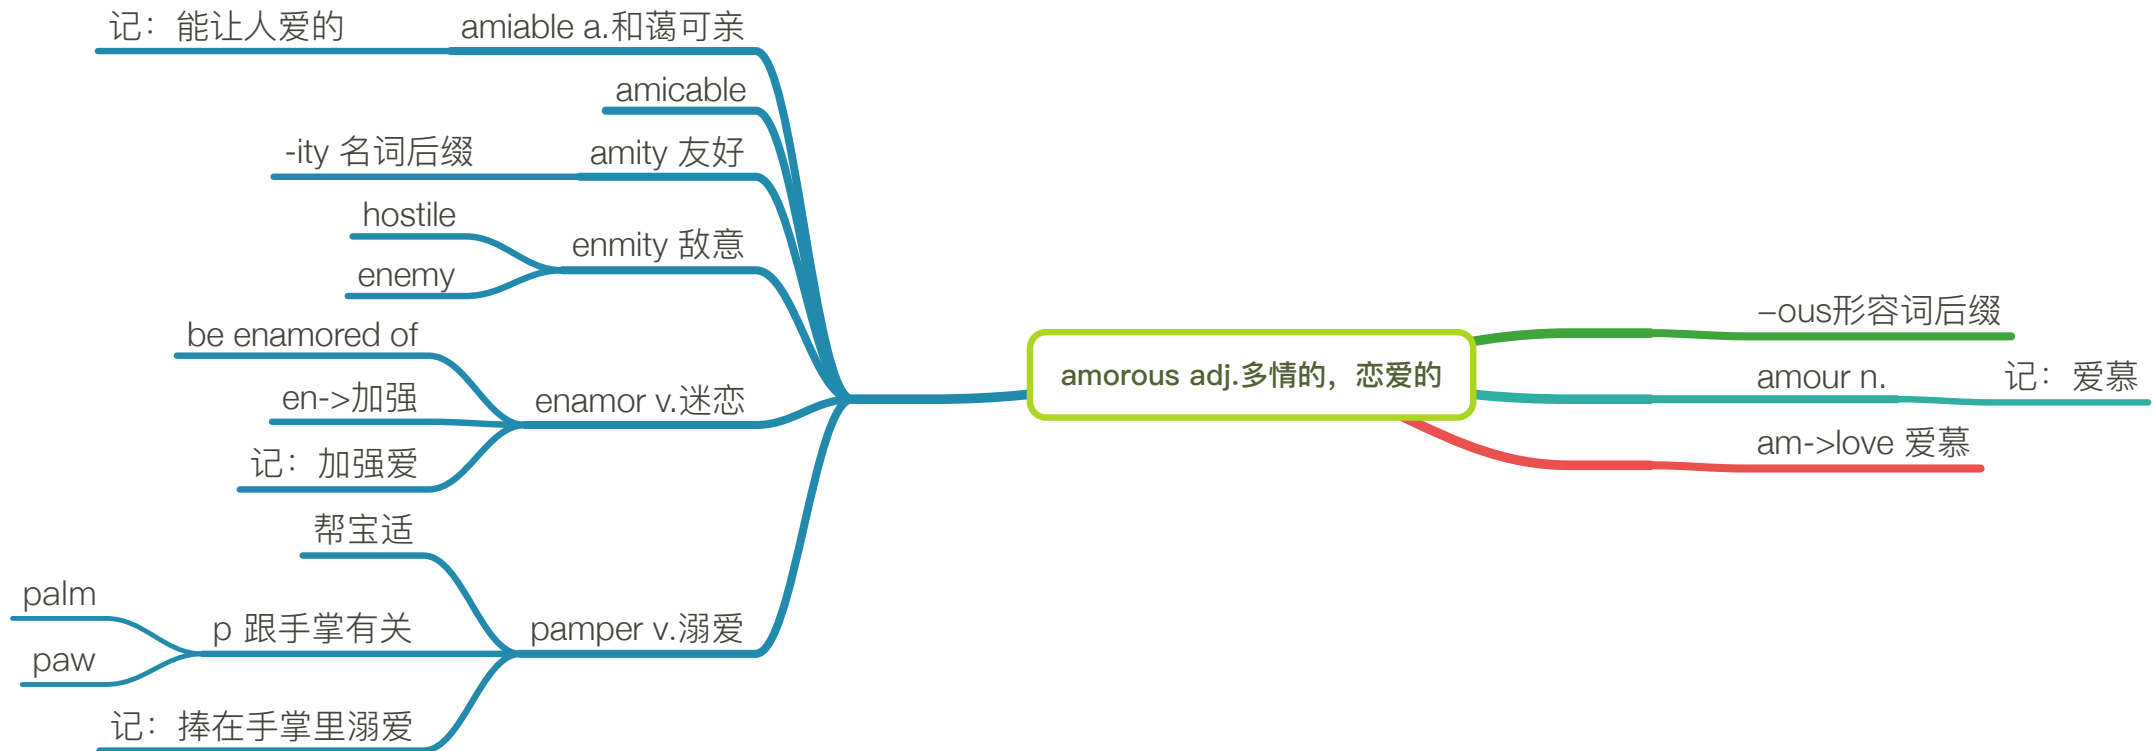 记：能让人爱的
amiable a.和蔼可亲
amicable
-ity 名词后缀
amity 友好
hostile
enmity 敌意
enemy
be enamored of
en->加强
enamor v.迷恋
记：加强爱
帮宝适
palm
p 跟手掌有关
pamper v.溺爱
paw
记：捧在手掌里溺爱
amorous adj.多情的，恋爱的
–ous形容词后缀
amour n.
记：爱慕
am->love 爱慕